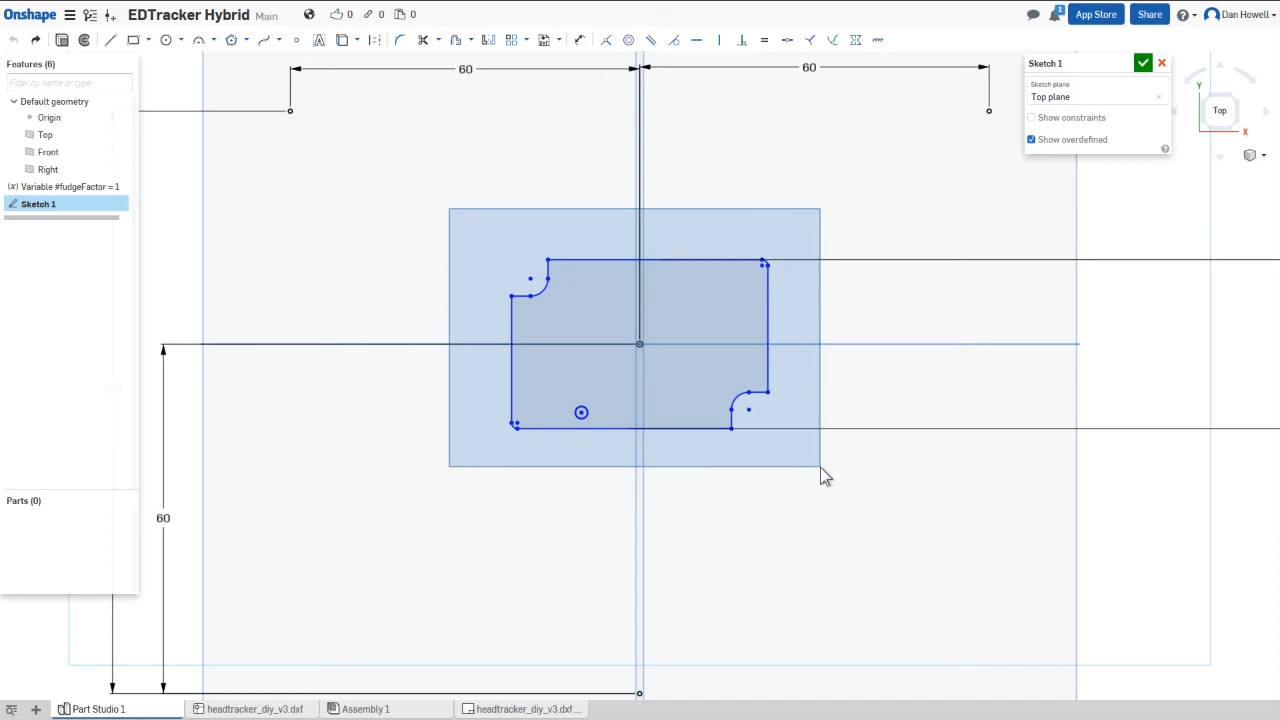 Onshape
EDTracker Hybrid Main
0
0
0
1
App Store
Share
Dan Howell
Features (6)
Filter by name or type
Default geometry
Origin
Top
Front
Right
(x) Variable #fudgeFactor = 1
Sketch 1
Parts (0)
60
60
60
Sketch 1
Sketch plane
Top plane
Show constraints
Show overdefined
Y
Top
X
Part Studio 1
headtracker_diy_v3.dxf
Assembly 1
headtracker_diy_v3.dxf ...